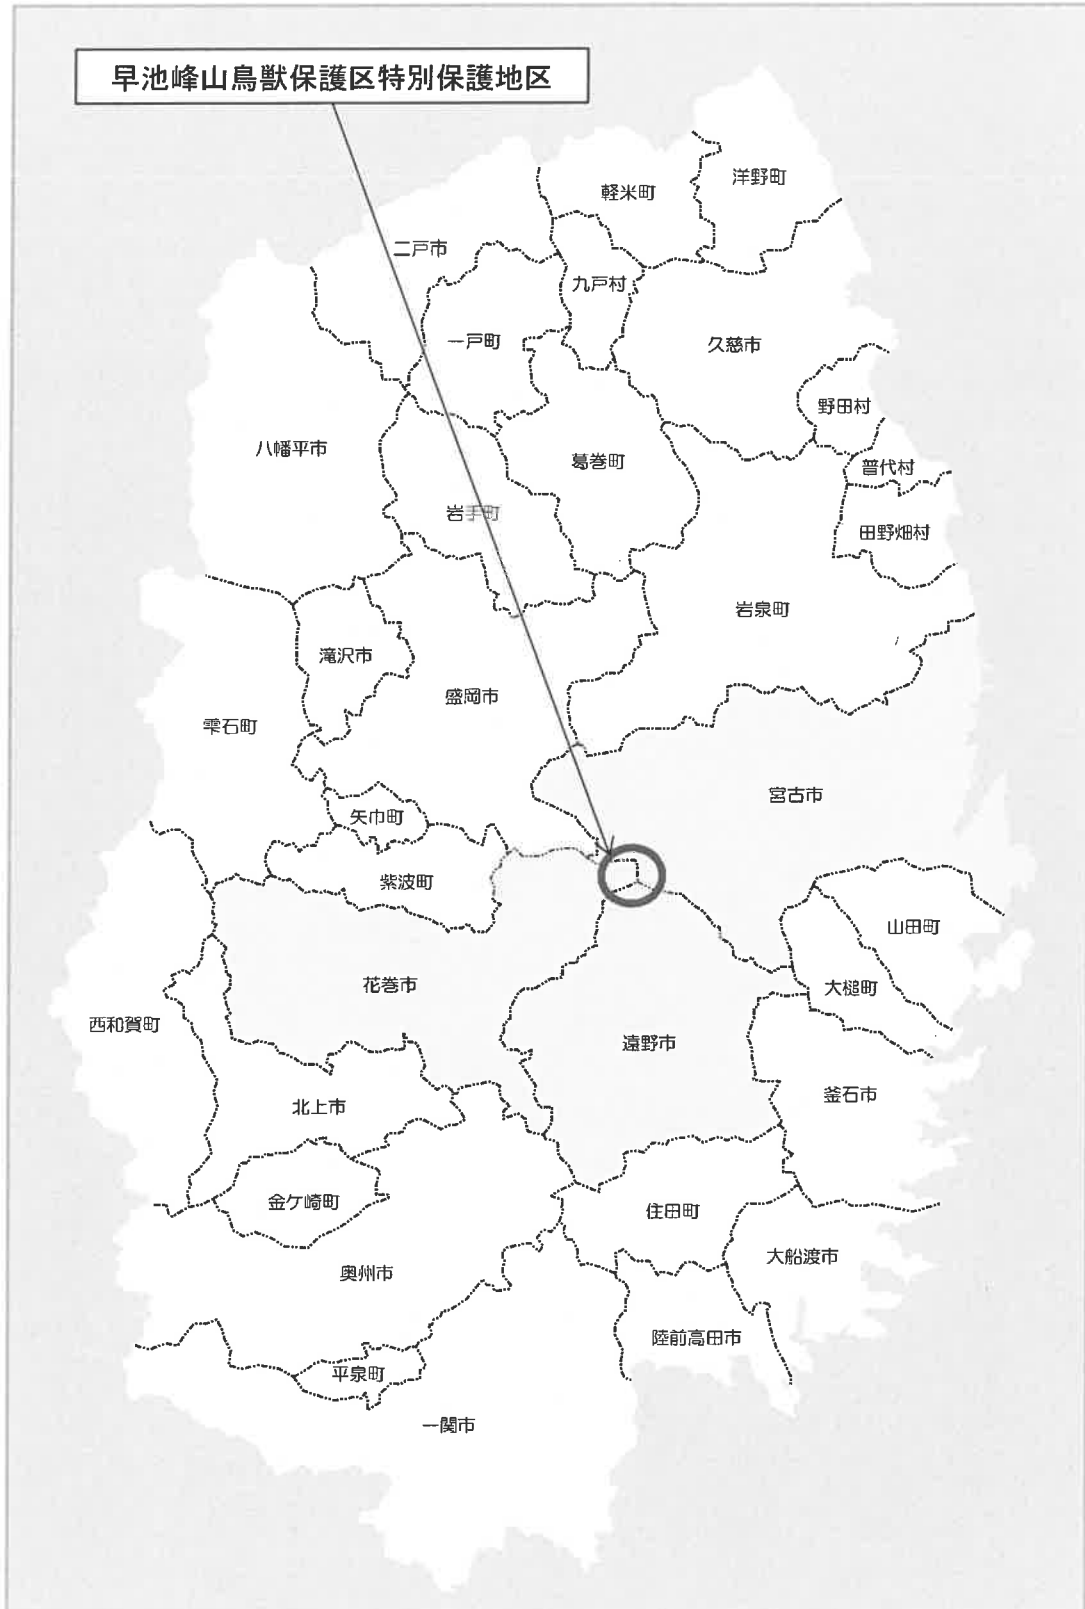 早池峰山鳥獣保護区特別保護地区
洋野町
軽米町
二戸市
九戸村
一戸町
久慈市
野田村
八幡平市
葛巻町
普代村
岩手町
田野畑村
岩泉町
滝沢市
盛岡市
雫石町
宮古市
矢巾町
紫波町
山田町
花巻市
大槌町
西和賀町
遠野市
釜石市
北上市
金ケ崎町
住田町
大船渡市
奥州市
陸前高田市
平泉町
一関市